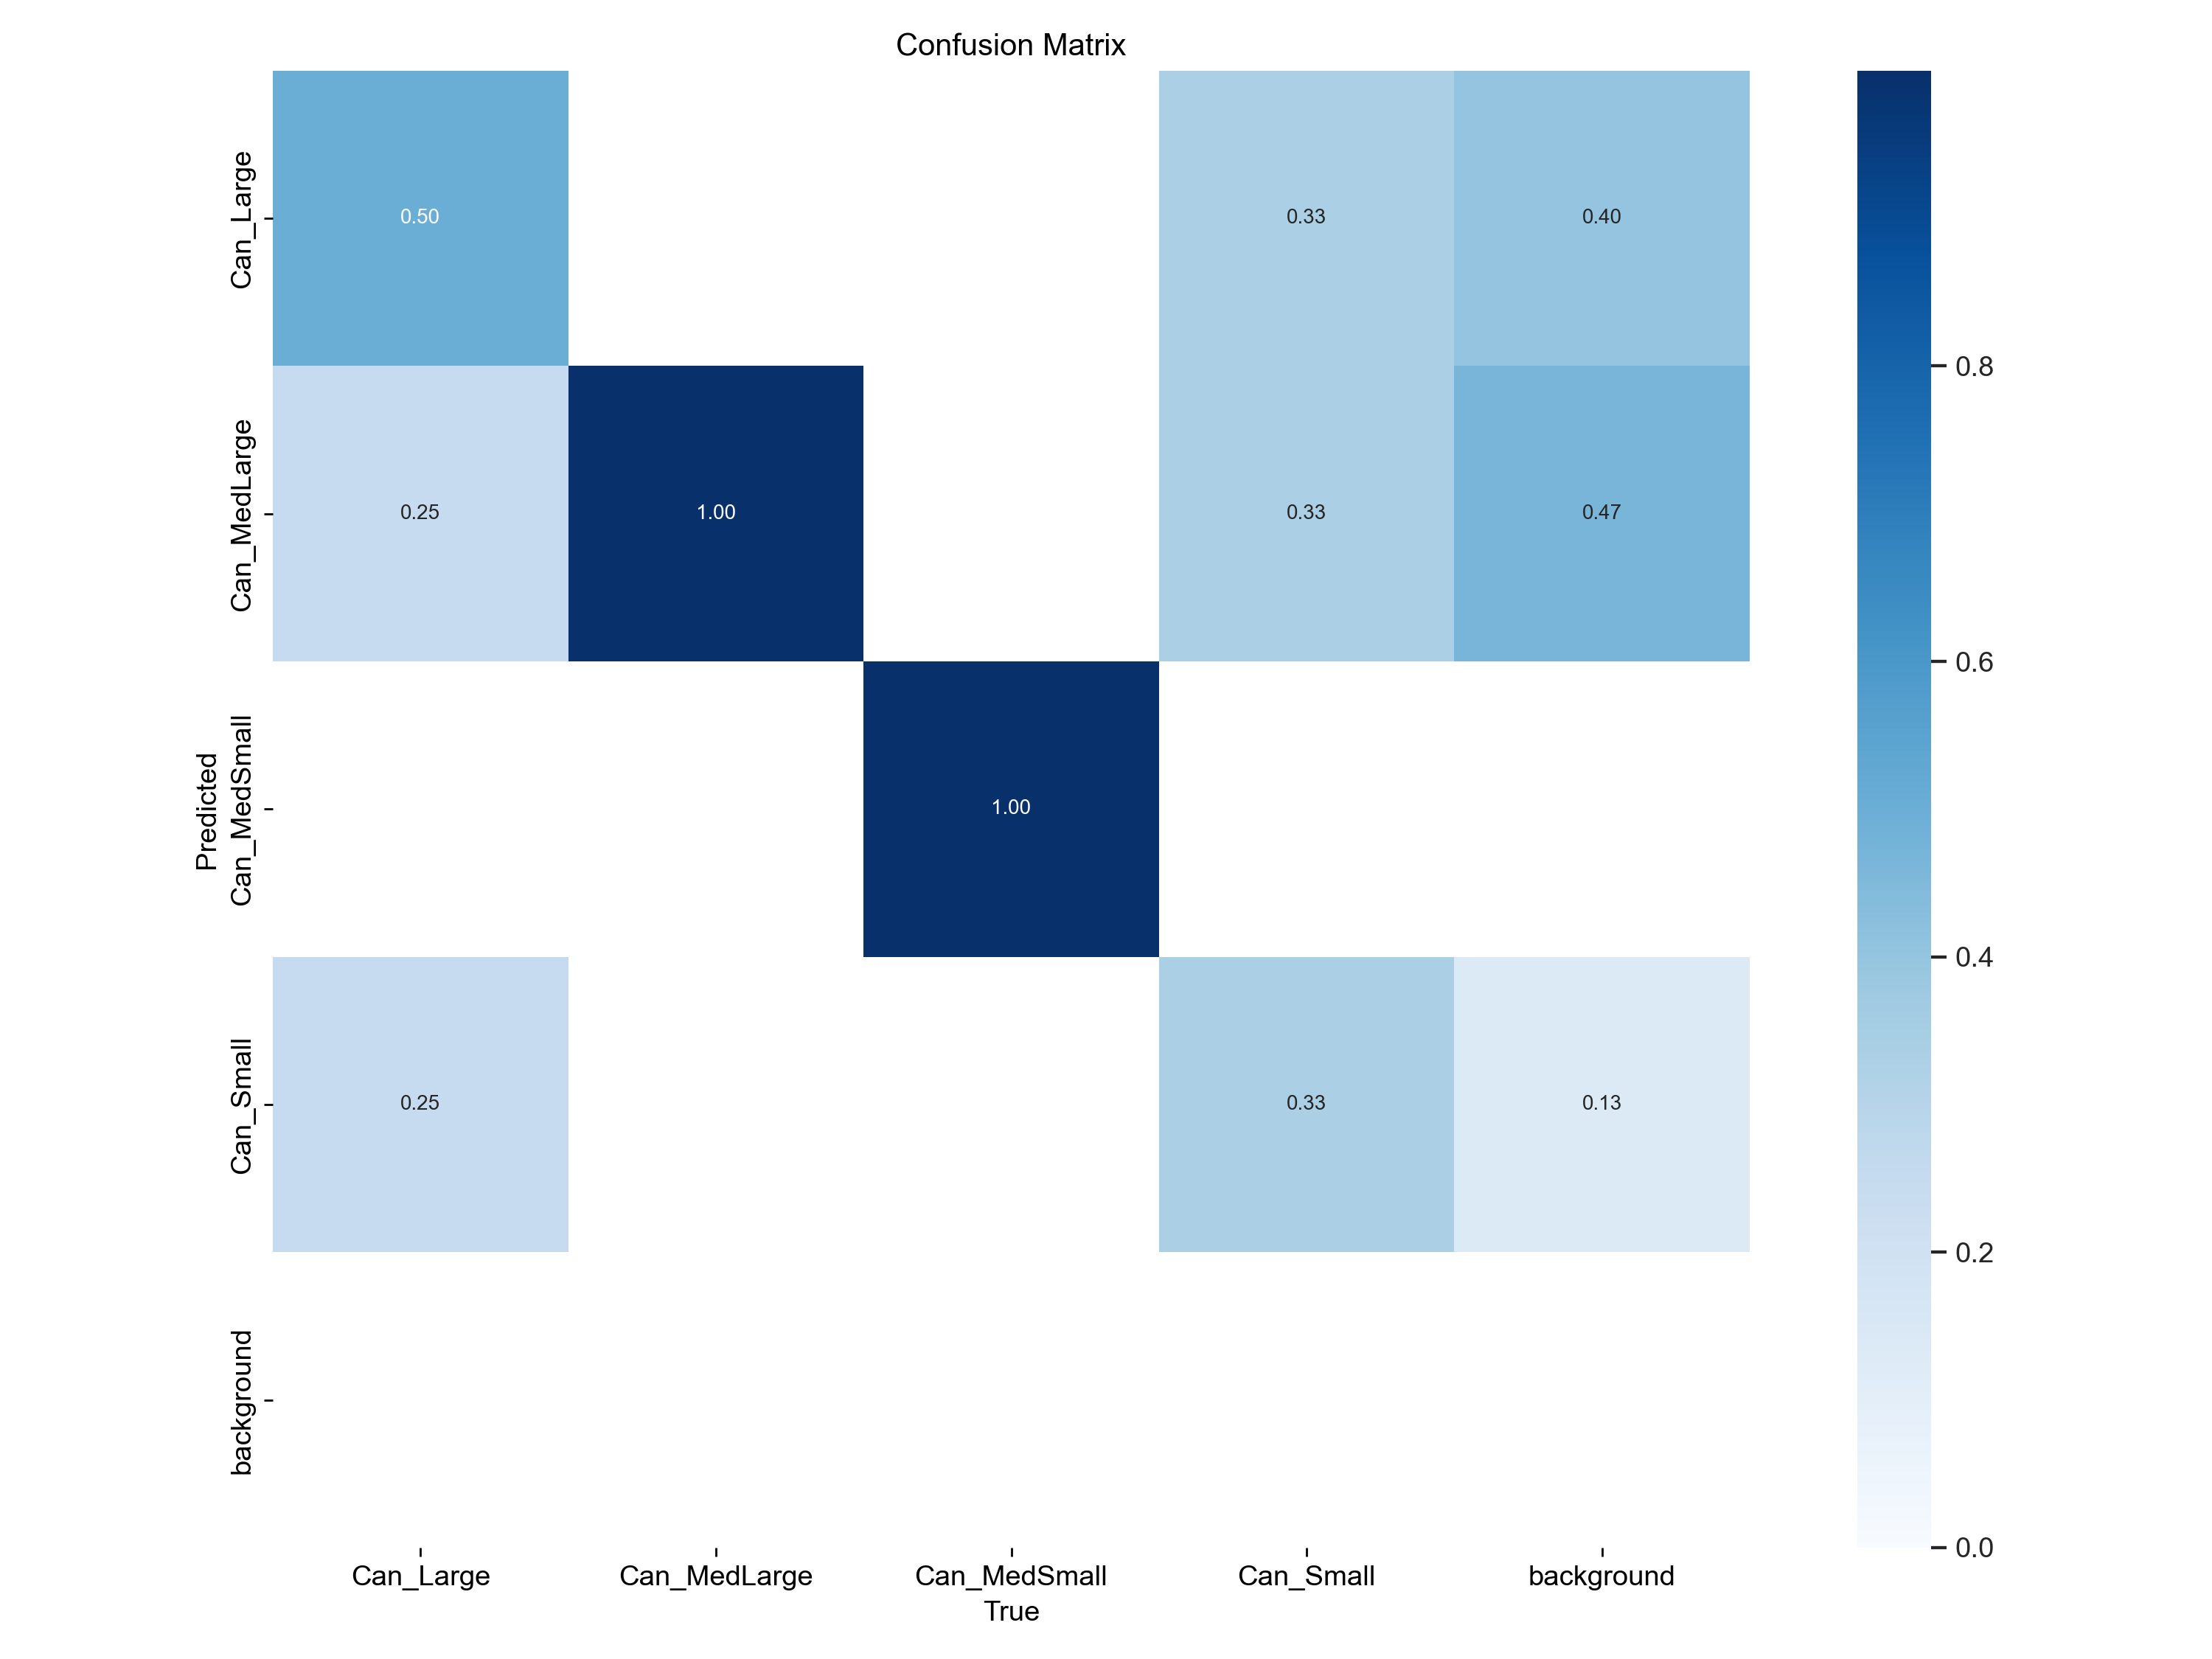 Confusion Matrix
Can_Large
0.50
0.33
0.40
Can_MedLarge
0.25
1.00
0.33
0.47
Predicted
Can_MedSmall
1.00
Can_Small
0.25
0.33
0.13
background
Can_Large
Can_MedLarge
Can_MedSmall
Can_Small
background
True
0.8
0.6
0.4
0.2
0.0